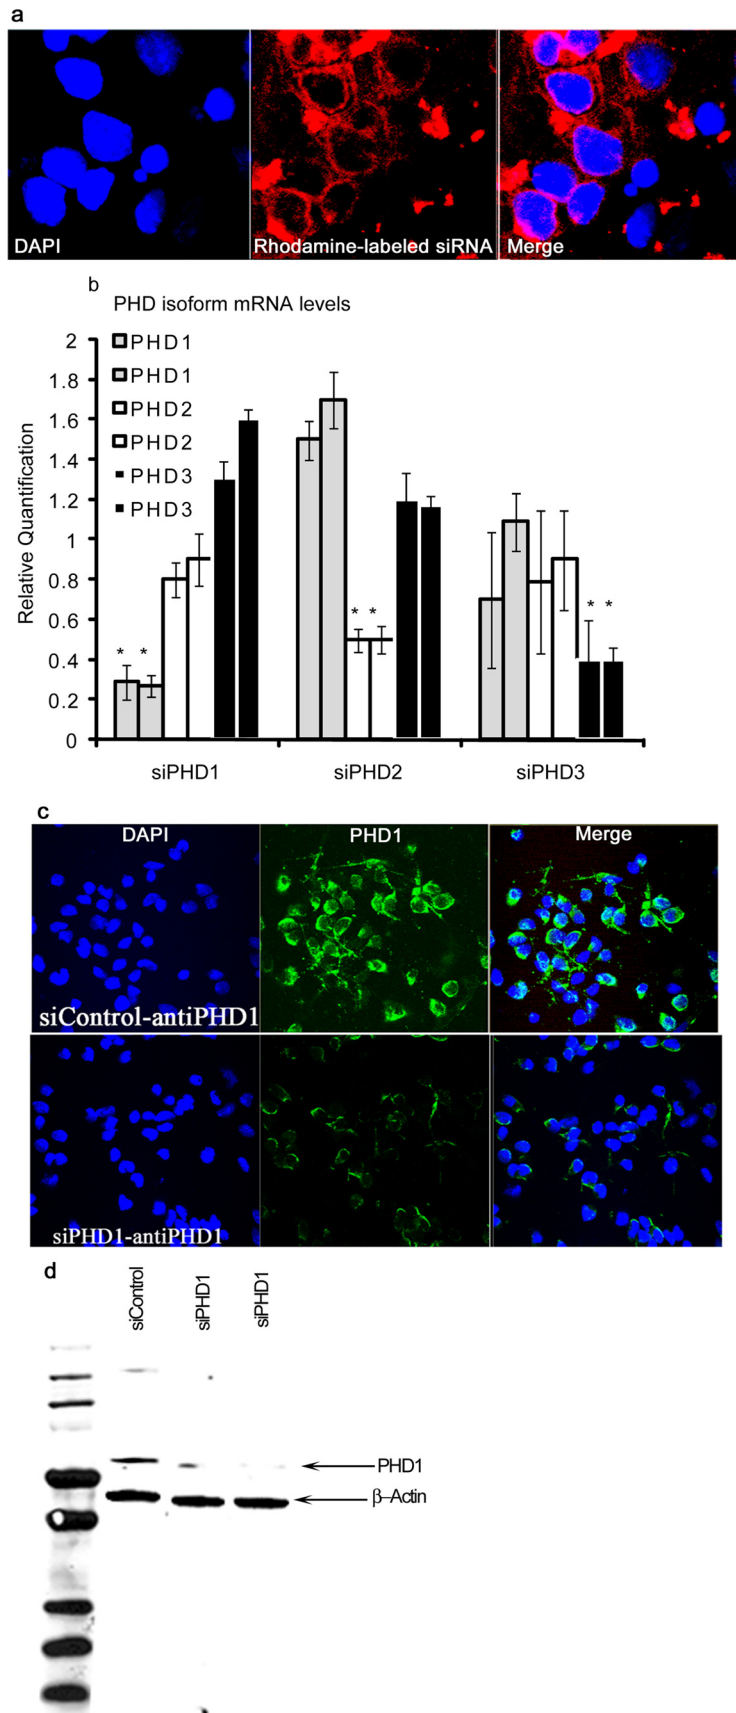 a
DAPI
Rhodamine-labeled siRNA
Merge
b
PHD isoform mRNA levels
Relative Quantification
2
1.8
1.6
1.4
1.2
1
0.8
0.6
0.4
0.2
0
PHD1
PHD1
PHD2
PHD2
PHD3
PHD3
* *
* *
* *
siPHD1
siPHD2
siPHD3
c
DAPI
PHD1
Merge
siControl-antiPHD1
siPHD1-antiPHD1
d
siControl
siPHD1
siPHD1
PHD1
β-Actin